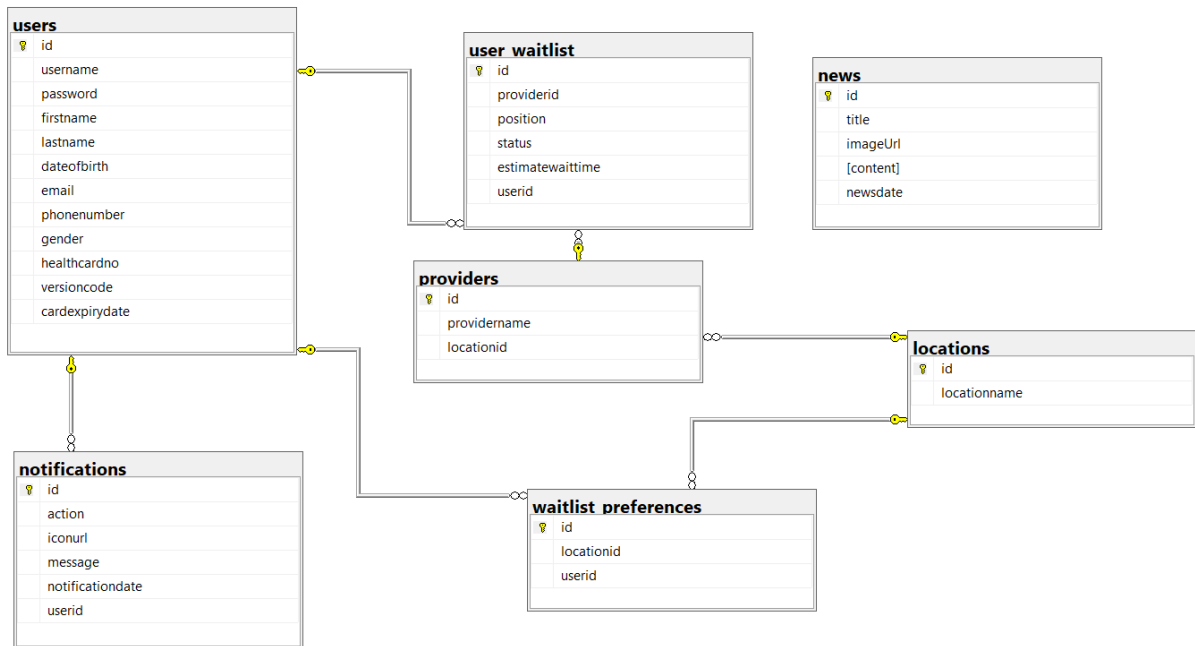 users
id
username
password
firstname
lastname
dateofbirth
email
phonenumber
gender
healthcardno
versioncode
cardexpirydate
user_waitlist
id
providerid
position
status
estimatewaittime
userid
news
id
title
imageUrl
[content]
newsdate
providers
id
providername
locationid
locations
id
locationname
notifications
id
action
iconurl
message
notificationdate
userid
waitlist_preferences
id
locationid
userid